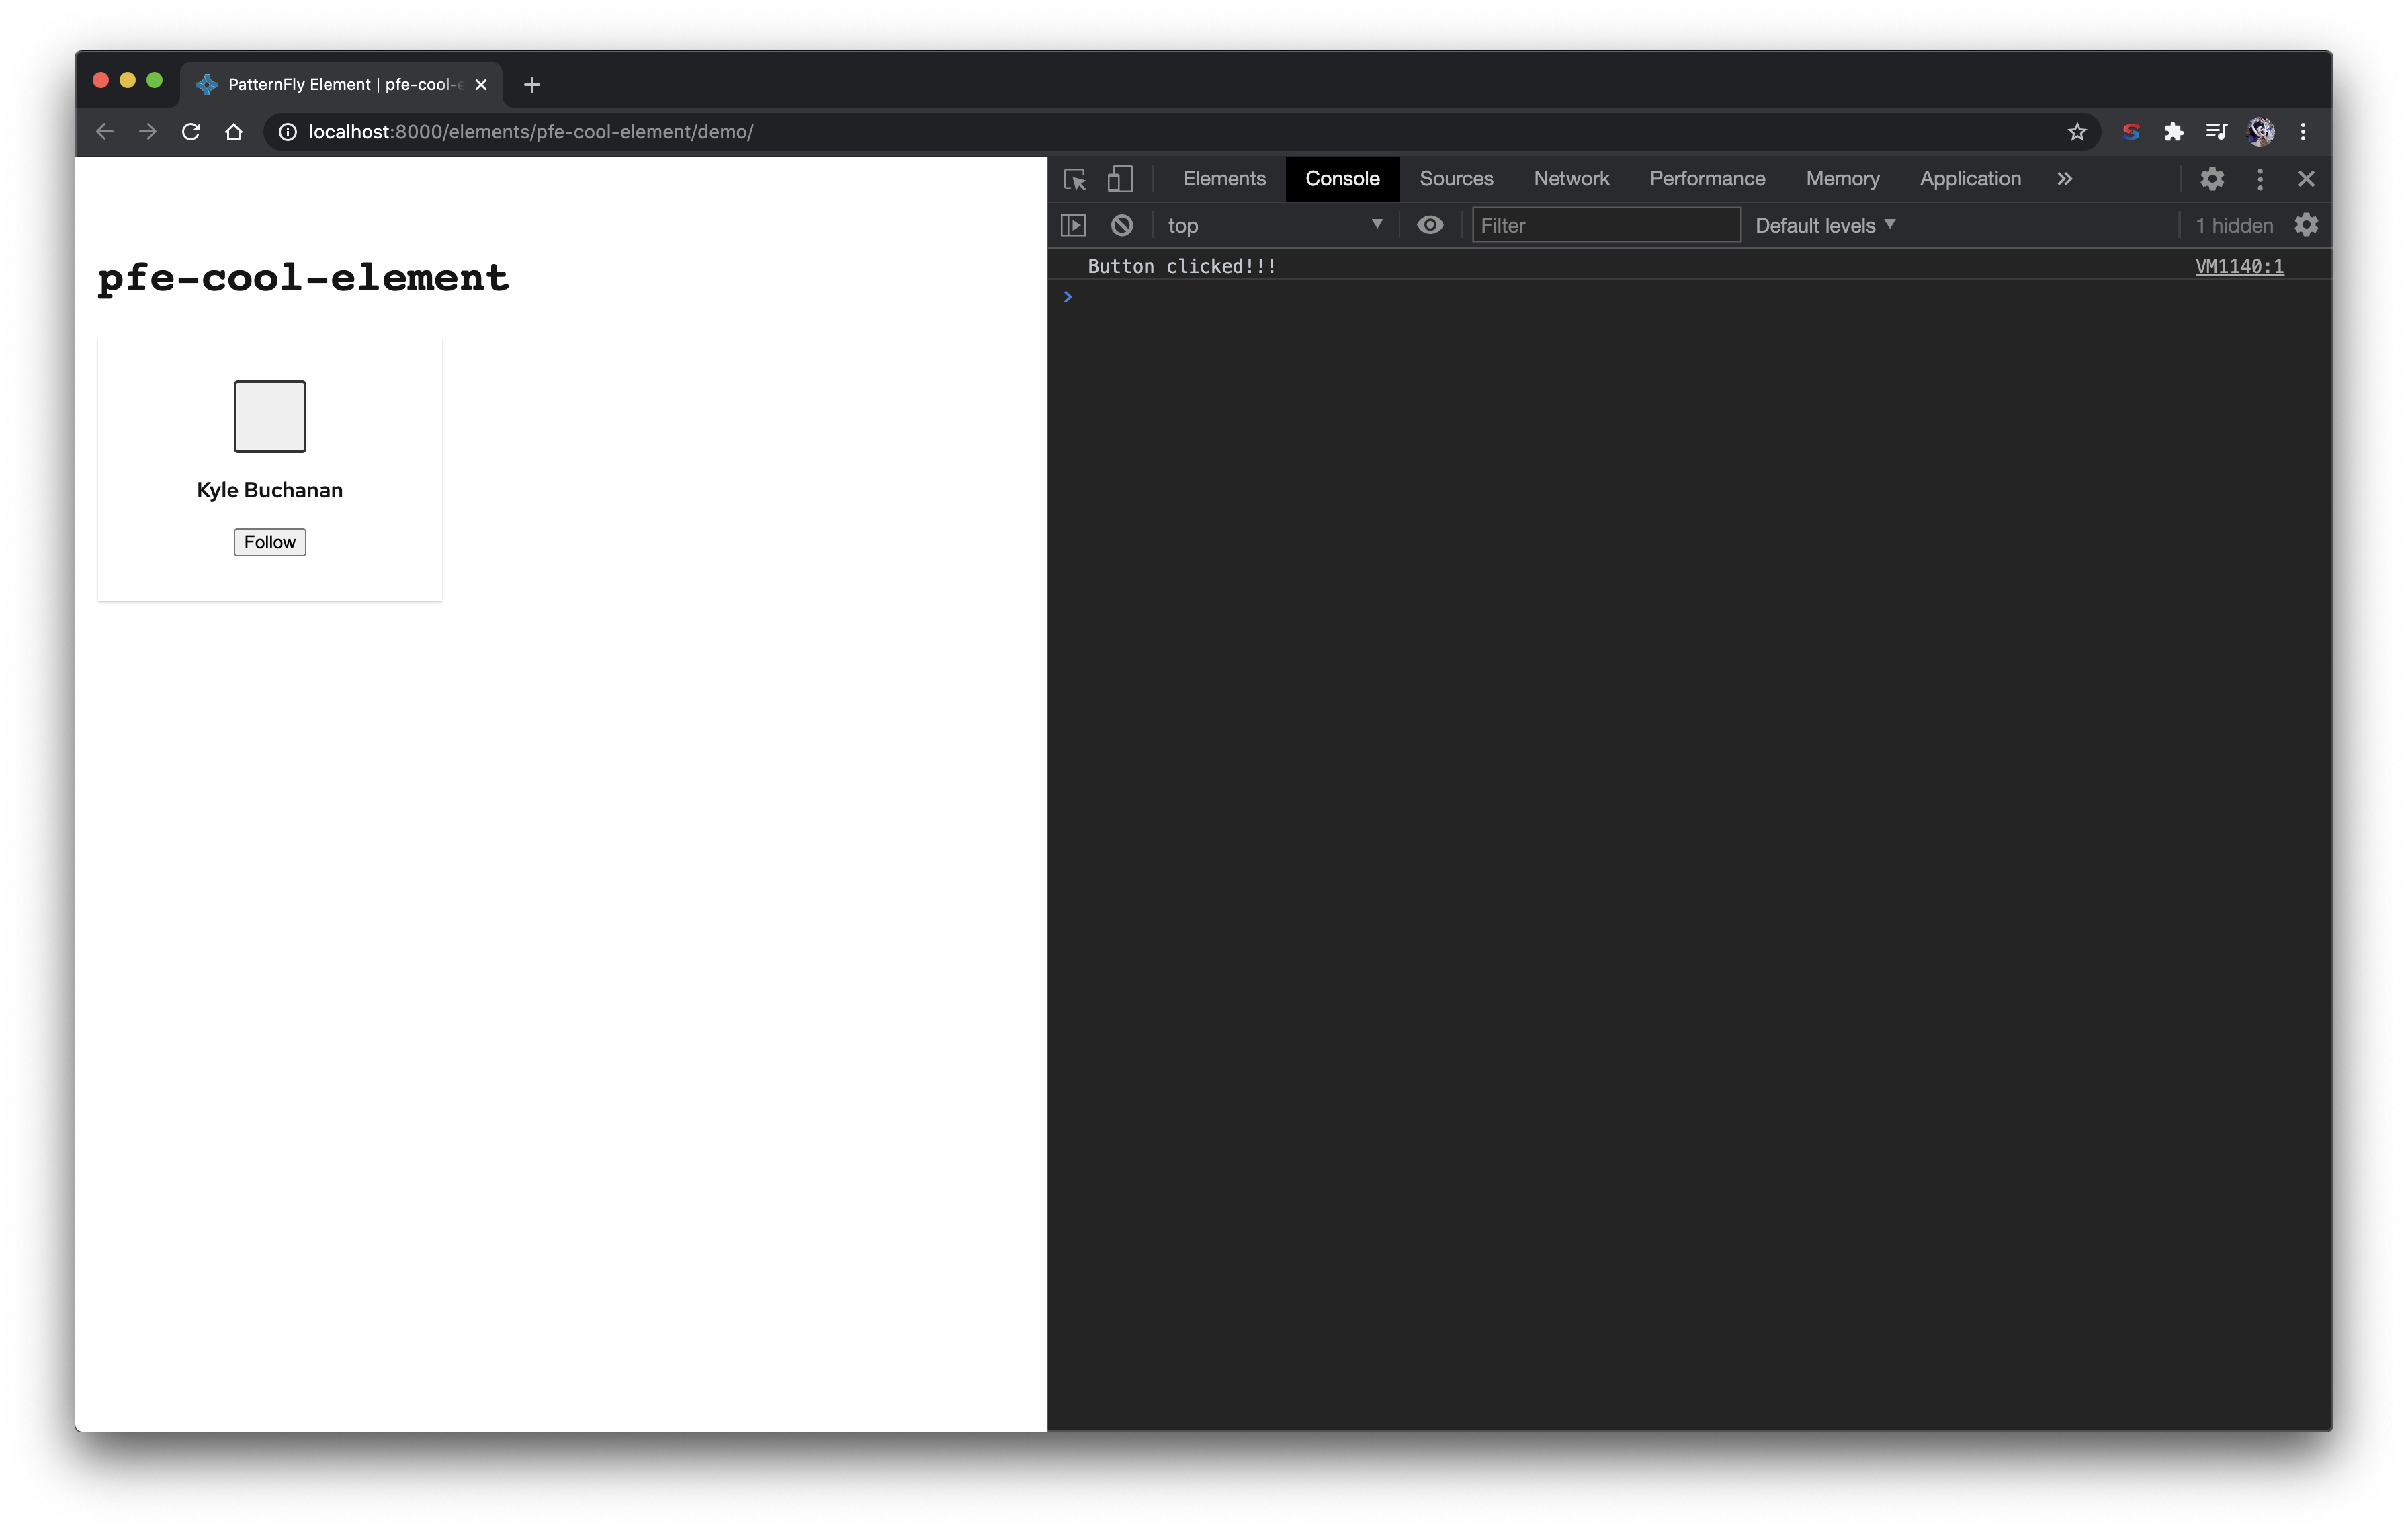 PatternFly Element | pfe-cool-e
localhost:8000/elements/pfe-cool-element/demo/
Elements Console Sources Network Performance Memory Application
top Filter Default levels 1 hidden
Button clicked!!! VM1140:1
pfe-cool-element
Kyle Buchanan
Follow